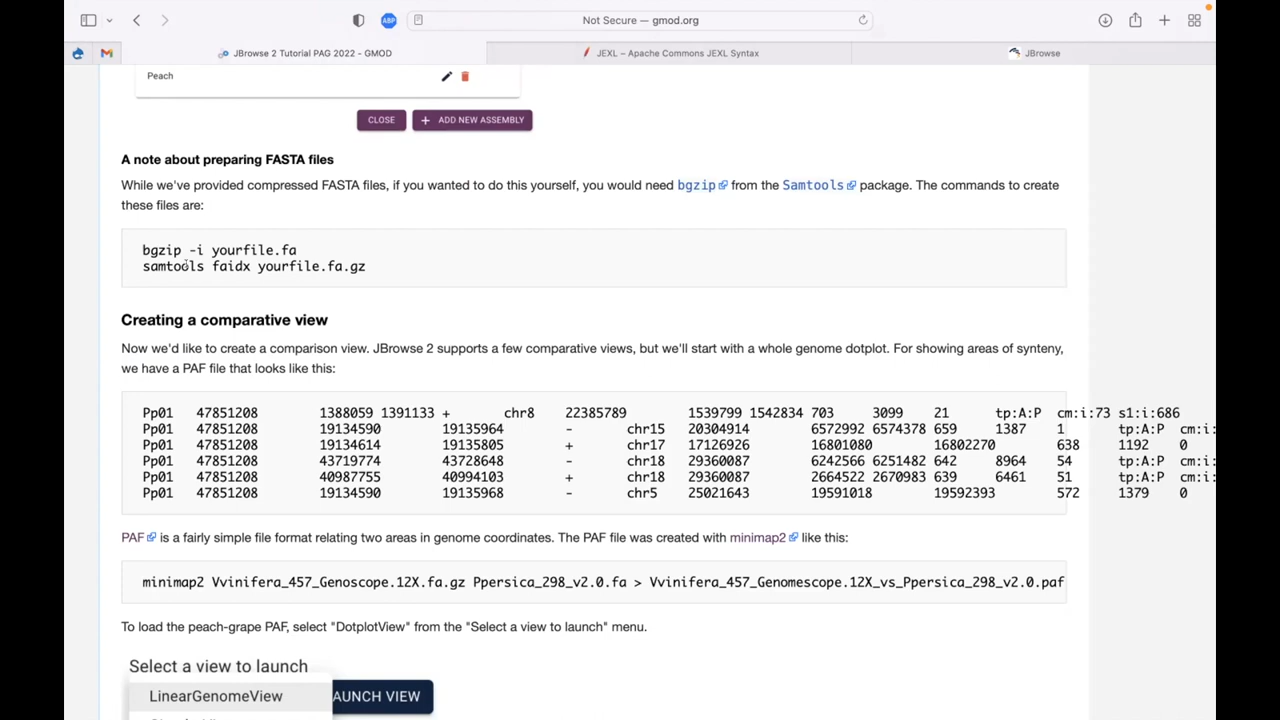 Not Secure — gmod.org
JBrowse 2 Tutorial PAG 2022 - GMOD
JEXL – Apache Commons JEXL Syntax
JBrowse
Peach
CLOSE
+ ADD NEW ASSEMBLY
A note about preparing FASTA files
While we've provided compressed FASTA files, if you wanted to do this yourself, you would need bgzip from the Samtools package. The commands to create
these files are:
bgzip -i yourfile.fa
samtools faidx yourfile.fa.gz
Creating a comparative view
Now we'd like to create a comparison view. JBrowse 2 supports a few comparative views, but we'll start with a whole genome dotplot. For showing areas of synteny,
we have a PAF file that looks like this:
Pp01 47851208 1388059 1391133 + chr8 22385789 1539799 1542834 703 3099 21 tp:A:P cm:i:73 s1:i:686
Pp01 47851208 19134590 19135964 - chr15 20304914 6572992 6574378 659 1387 1 tp:A:P cm:i:
Pp01 47851208 19134614 19135805 + chr17 17126926 16801080 16802270 638 1192 0
Pp01 47851208 43719774 43728648 - chr18 29360087 6242566 6251482 642 8964 54 tp:A:P cm:i:
Pp01 47851208 40987755 40994103 + chr18 29360087 2664522 2670983 639 6461 51 tp:A:P cm:i:
Pp01 47851208 19134590 19135968 - chr5 25021643 19591018 19592393 572 1379 0
PAF is a fairly simple file format relating two areas in genome coordinates. The PAF file was created with minimap2 like this:
minimap2 Vvinifera_457_Genoscope.12X.fa.gz Ppersica_298_v2.0.fa > Vvinifera_457_Genomescope.12X_vs_Ppersica_298_v2.0.paf
To load the peach-grape PAF, select "DotplotView" from the "Select a view to launch" menu.
Select a view to launch
LinearGenomeView
AUNCH VIEW